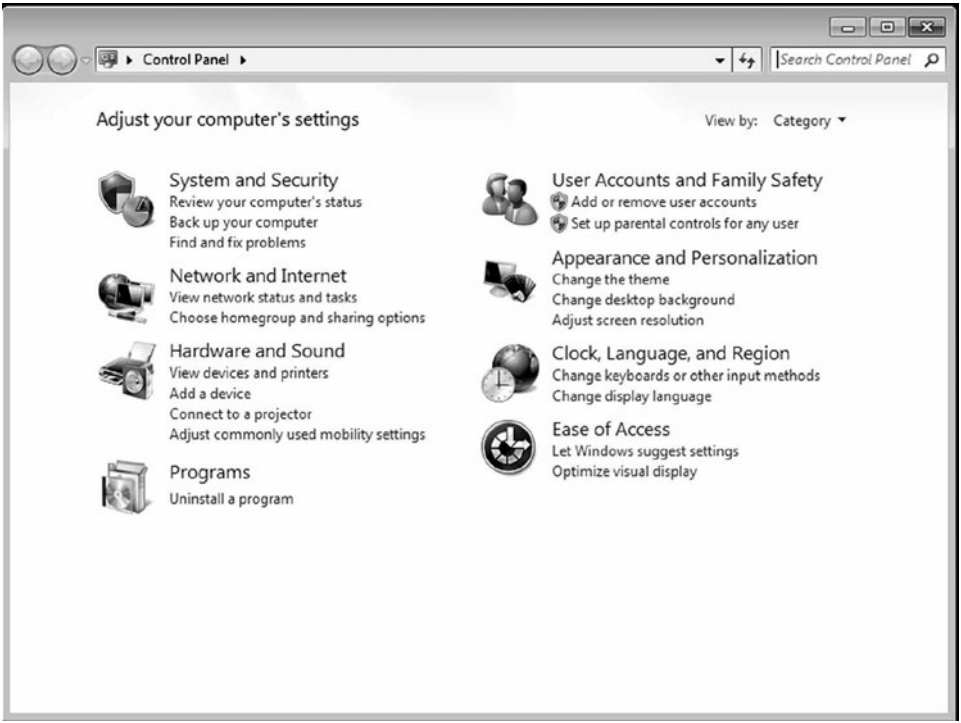 Control Panel
Search Control Panel
Adjust your computer's settings
View by: Category
System and Security
Review your computer's status
Back up your computer
Find and fix problems
Network and Internet
View network status and tasks
Choose homegroup and sharing options
Hardware and Sound
View devices and printers
Add a device
Connect to a projector
Adjust commonly used mobility settings
Programs
Uninstall a program
User Accounts and Family Safety
Add or remove user accounts
Set up parental controls for any user
Appearance and Personalization
Change the theme
Change desktop background
Adjust screen resolution
Clock, Language, and Region
Change keyboards or other input methods
Change display language
Ease of Access
Let Windows suggest settings
Optimize visual display